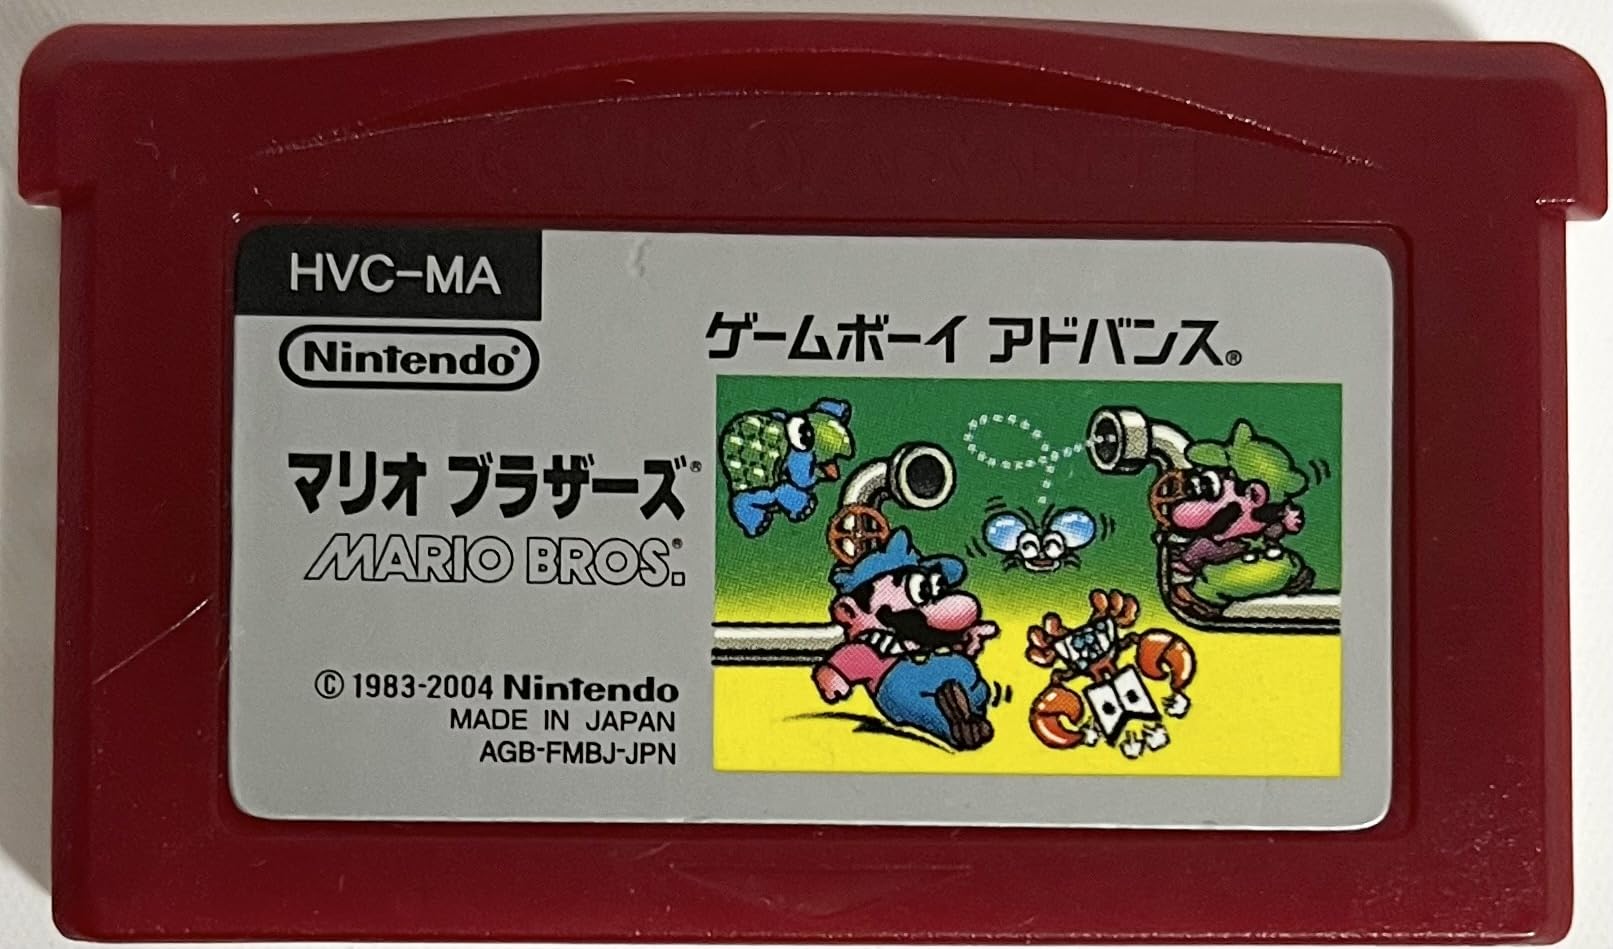 HVC-MA
Nintendo®
ゲームボーイ アドバンス®
マリオ ブラザーズ®
MARIO BROS.®
© 1983-2004 Nintendo
MADE IN JAPAN
AGB-FMBJ-JPN